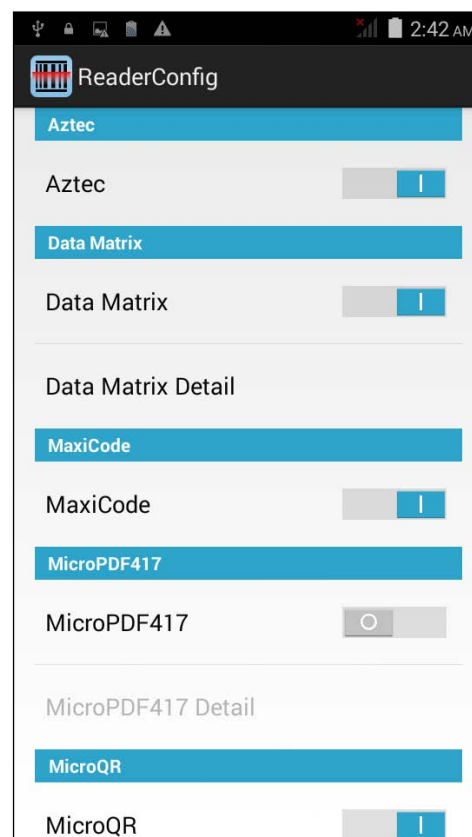 2:42 AM
ReaderConfig
Aztec
Aztec
Data Matrix
Data Matrix
Data Matrix Detail
MaxiCode
MaxiCode
MicroPDF417
MicroPDF417
MicroPDF417 Detail
MicroQR
MicroQR